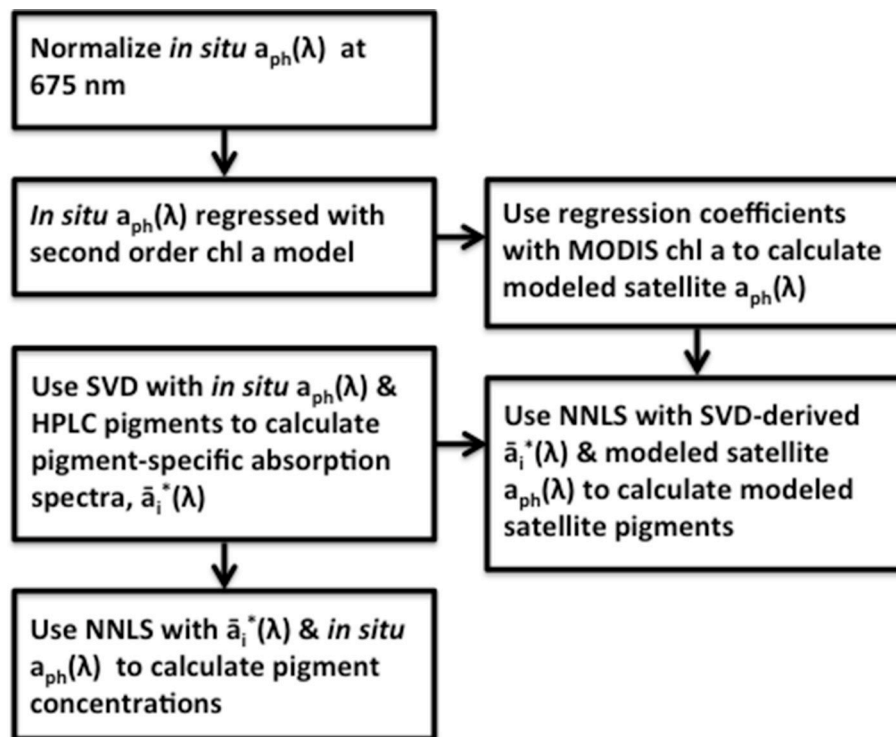 Normalize in situ aph(λ) at
675 nm
In situ aph(λ) regressed with
second order chl a model
Use regression coefficients
with MODIS chl a to calculate
modeled satellite aph(λ)
Use SVD with in situ aph(λ) &
HPLC pigments to calculate
pigment-specific absorption
spectra, āi*(λ)
Use NNLS with SVD-derived
āi*(λ) & modeled satellite
aph(λ) to calculate modeled
satellite pigments
Use NNLS with āi*(λ) & in situ
aph(λ) to calculate pigment
concentrations